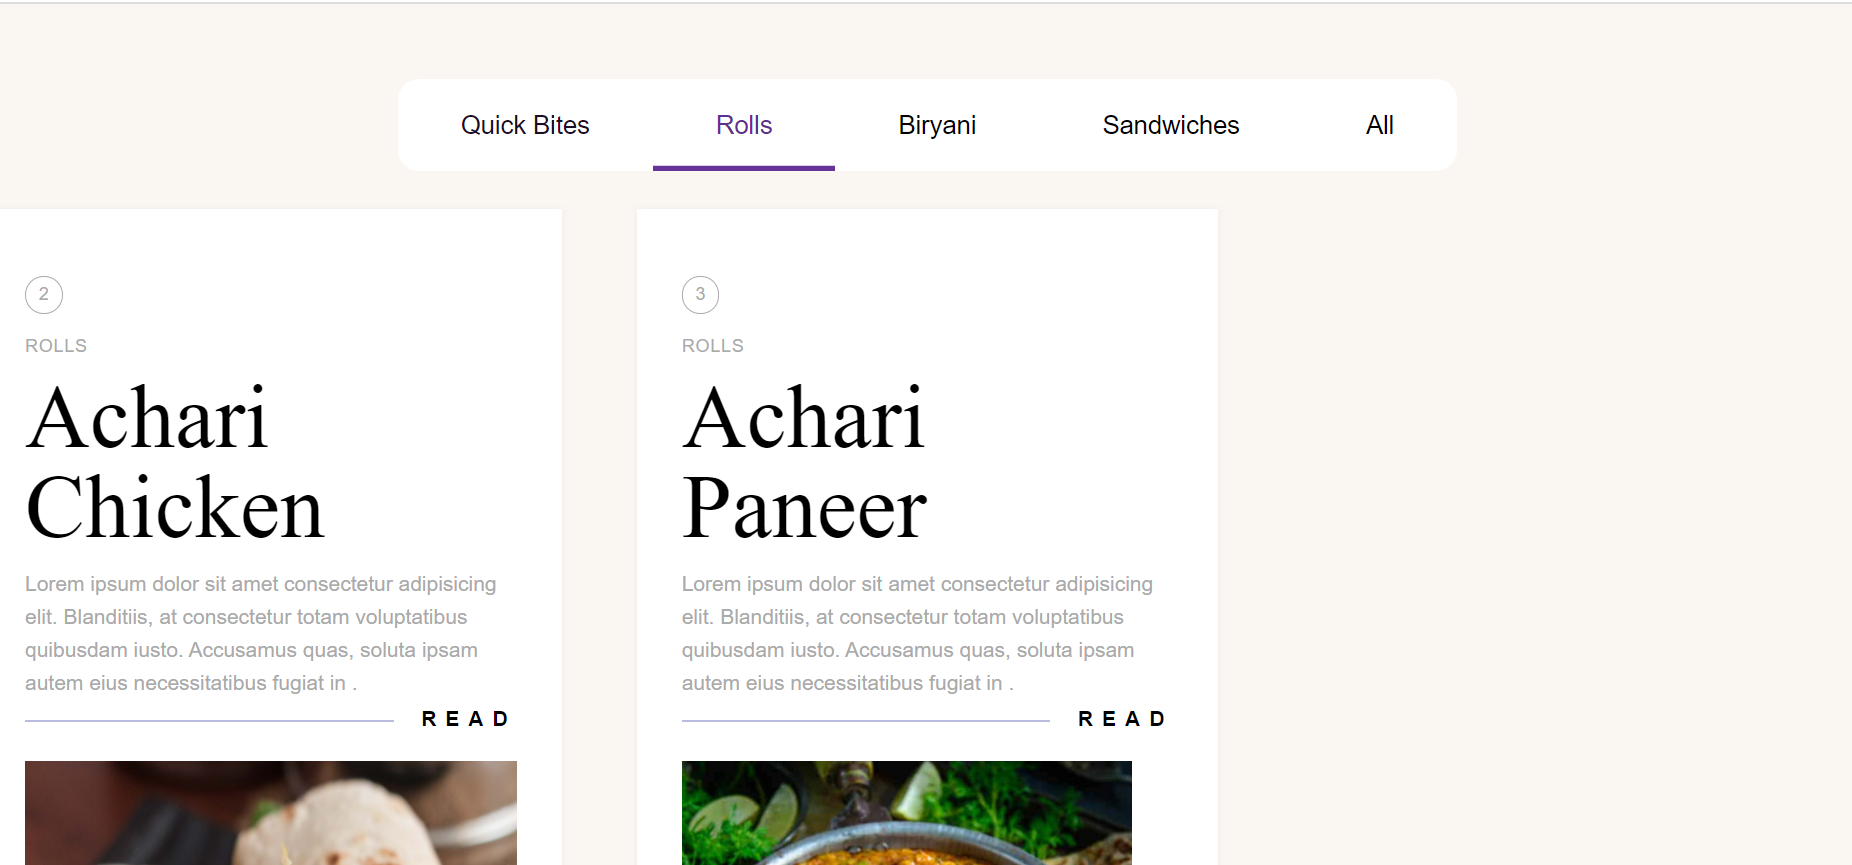 Quick Bites Rolls Biryani Sandwiches All
2
ROLLS
Achari
Chicken
Lorem ipsum dolor sit amet consectetur adipisicing
elit. Blanditiis, at consectetur totam voluptatibus
quibusdam iusto. Accusamus quas, soluta ipsam
autem eius necessitatibus fugiat in .
READ
3
ROLLS
Achari
Paneer
Lorem ipsum dolor sit amet consectetur adipisicing
elit. Blanditiis, at consectetur totam voluptatibus
quibusdam iusto. Accusamus quas, soluta ipsam
autem eius necessitatibus fugiat in .
READ